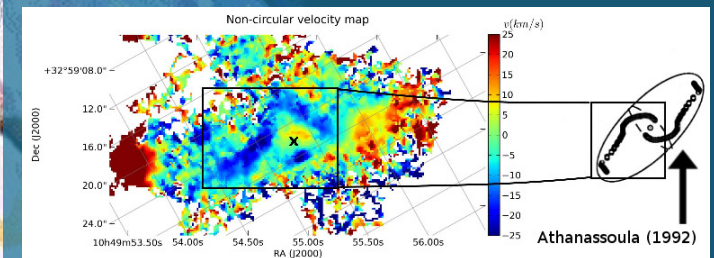 Non-circular velocity map
v(km/s)
+32°59'08.0"
12.0"
16.0"
20.0"
24.0"
Dec (J2000)
10h49m53.50s 54.00s 54.50s 55.00s 55.50s 56.00s
RA (J2000)
25
20
15
10
5
0
−5
−10
−15
−20
−25
X
Athanassoula (1992)